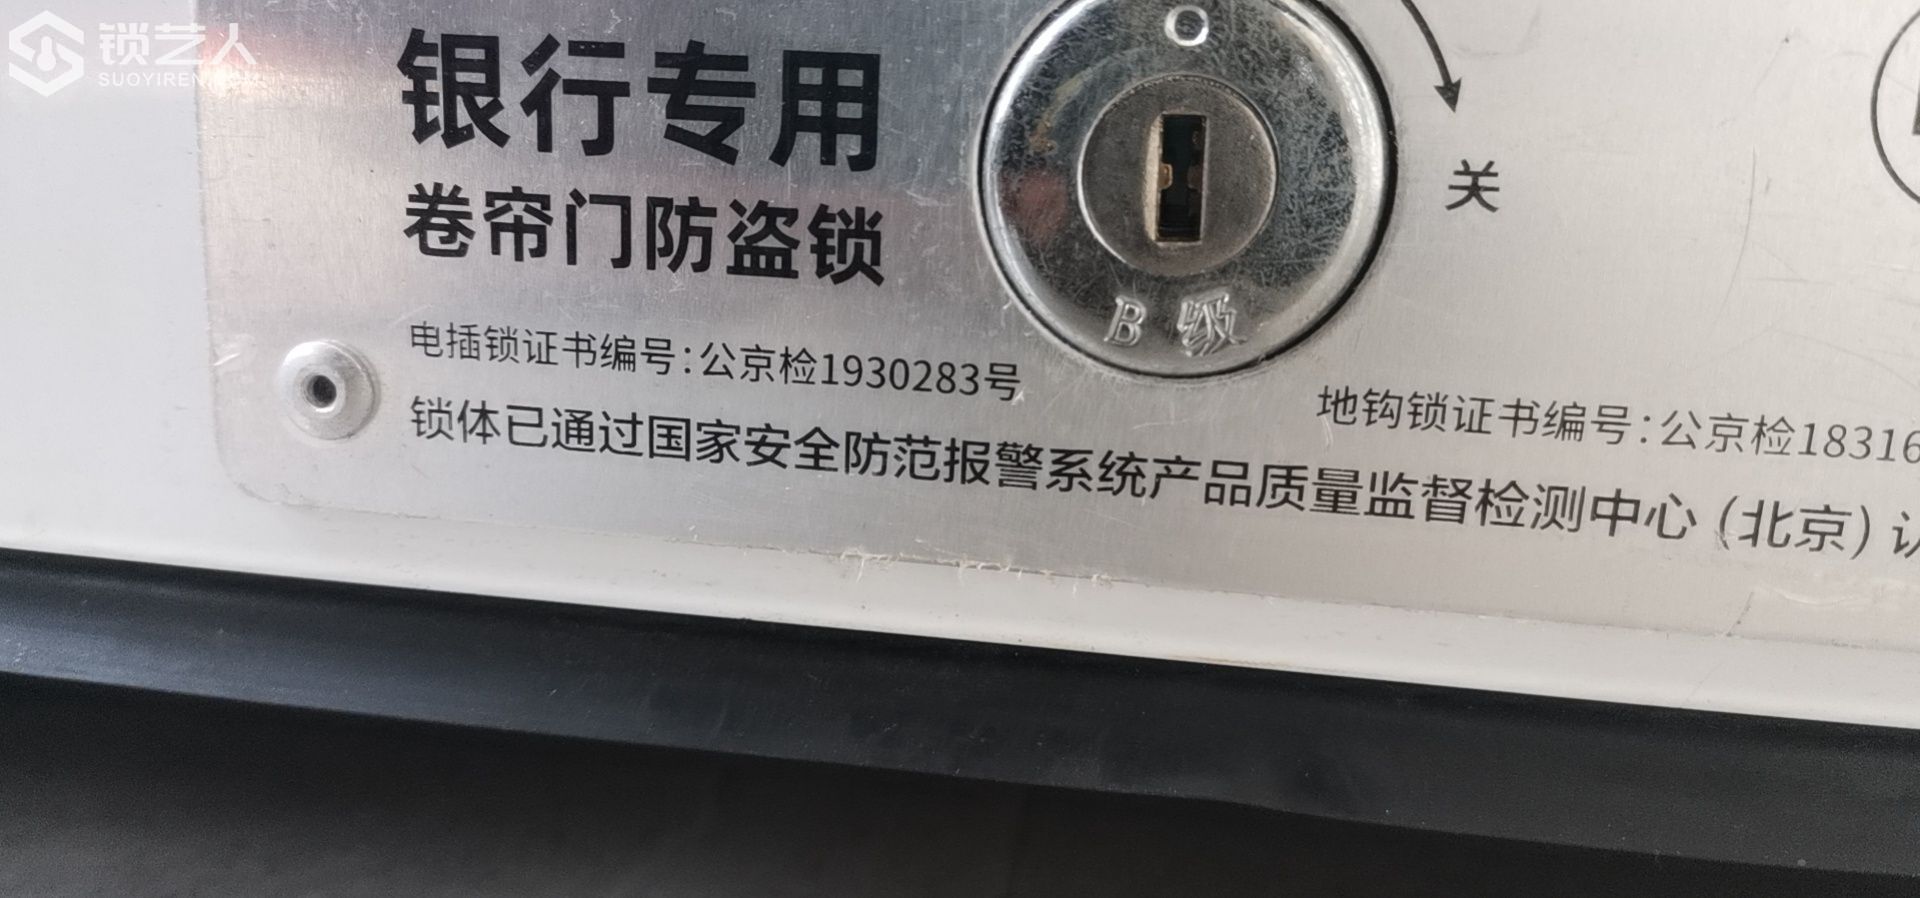 锁艺人
SUOYIREN.COM
银行专用
卷帘门防盗锁
关
B 级
电插锁证书编号:公京检1930283号
地钩锁证书编号:公京检18316
锁体已通过国家安全防范报警系统产品质量监督检测中心(北京)